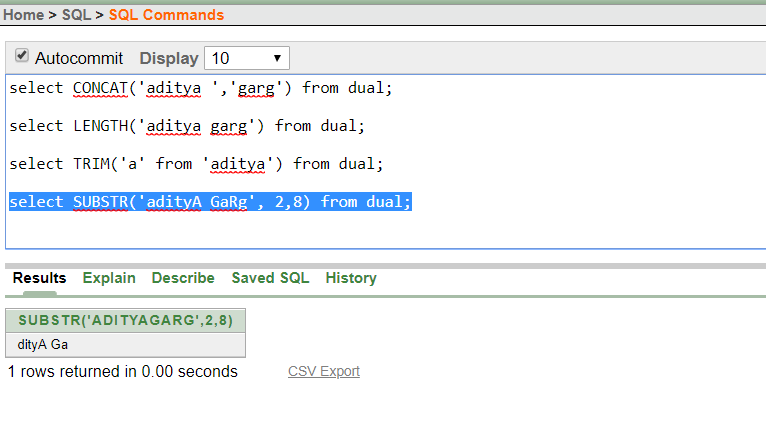 Home > SQL > SQL Commands
Autocommit Display 10
select CONCAT('aditya ','garg') from dual;
select LENGTH('aditya garg') from dual;
select TRIM('a' from 'aditya') from dual;
select SUBSTR('adityA GaRg', 2,8) from dual;
Results Explain Describe Saved SQL History
SUBSTR('ADITYAGARG',2,8)
dityA Ga
1 rows returned in 0.00 seconds CSV Export